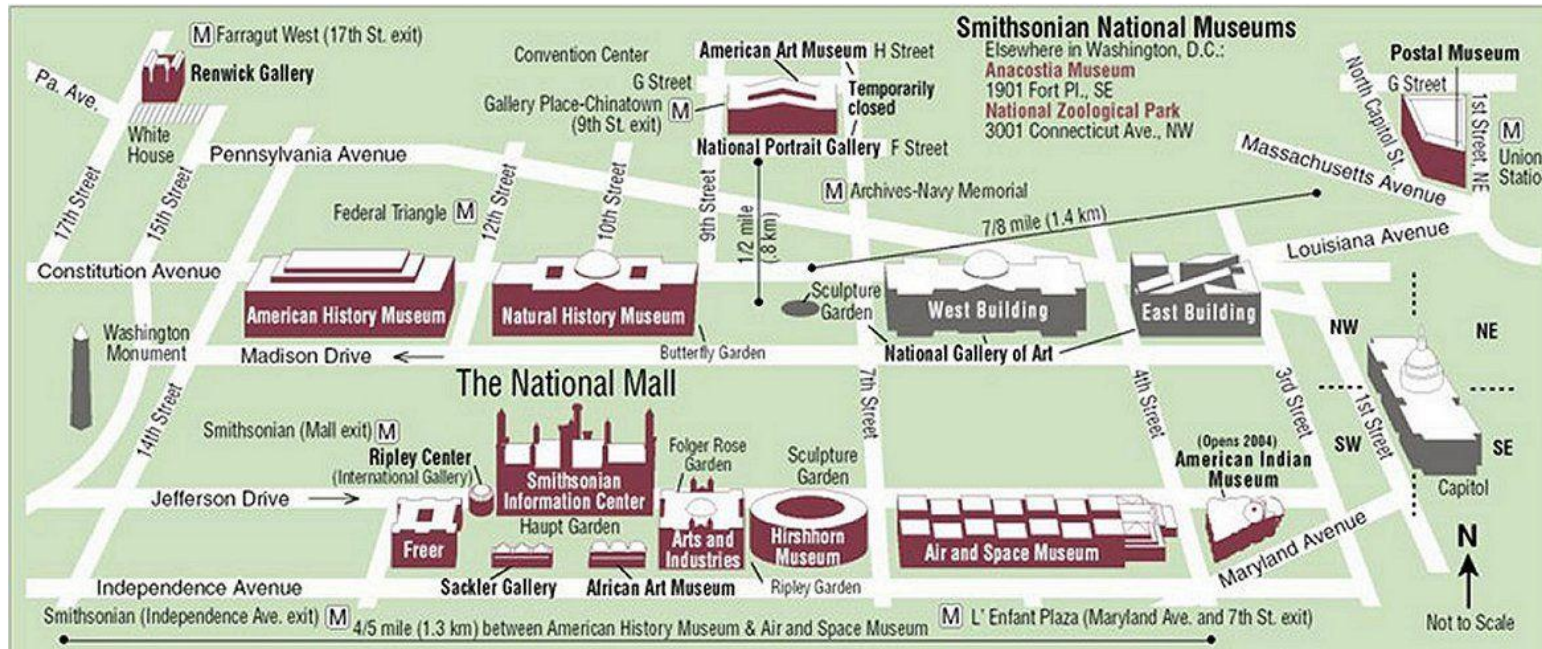 Smithsonian National Museums
Elsewhere in Washington, D.C.:
Anacostia Museum
1901 Fort Pl., SE
National Zoological Park
3001 Connecticut Ave., NW
M Farragut West (17th St. exit)
Renwick Gallery
Pa. Ave.
White
House
Convention Center
G Street
Gallery Place-Chinatown
(9th St. exit)
M
American Art Museum
H Street
Temporarily
closed
National Portrait Gallery
F Street
Postal Museum
G Street
North Capitol St.
1st Street, NE
M
Union
Station
Massachusetts Avenue
Pennsylvania Avenue
17th Street
15th Street
Federal Triangle M
12th Street
10th Street
9th Street
1/2 mile
(.8 km)
M Archives-Navy Memorial
7/8 mile (1.4 km)
Louisiana Avenue
Constitution Avenue
American History Museum
Natural History Museum
Sculpture
Garden
West Building
East Building
National Gallery of Art
Butterfly Garden
Washington
Monument
Madison Drive
NW
NE
SW
SE
Capitol
The National Mall
14th Street
7th Street
4th Street
3rd Street
1st Street
Smithsonian (Mall exit) M
Ripley Center
(International Gallery)
Smithsonian
Information Center
Folger Rose
Garden
Sculpture
Garden
(Opens 2004)
American Indian
Museum
Jefferson Drive
Freer
Haupt Garden
Arts and
Industries
Hirshhorn
Museum
Air and Space Museum
Maryland Avenue
Sackler Gallery
African Art Museum
Ripley Garden
Independence Avenue
Smithsonian (Independence Ave. exit) M
M L' Enfant Plaza (Maryland Ave. and 7th St. exit)
4/5 mile (1.3 km) between American History Museum & Air and Space Museum
N
Not to Scale